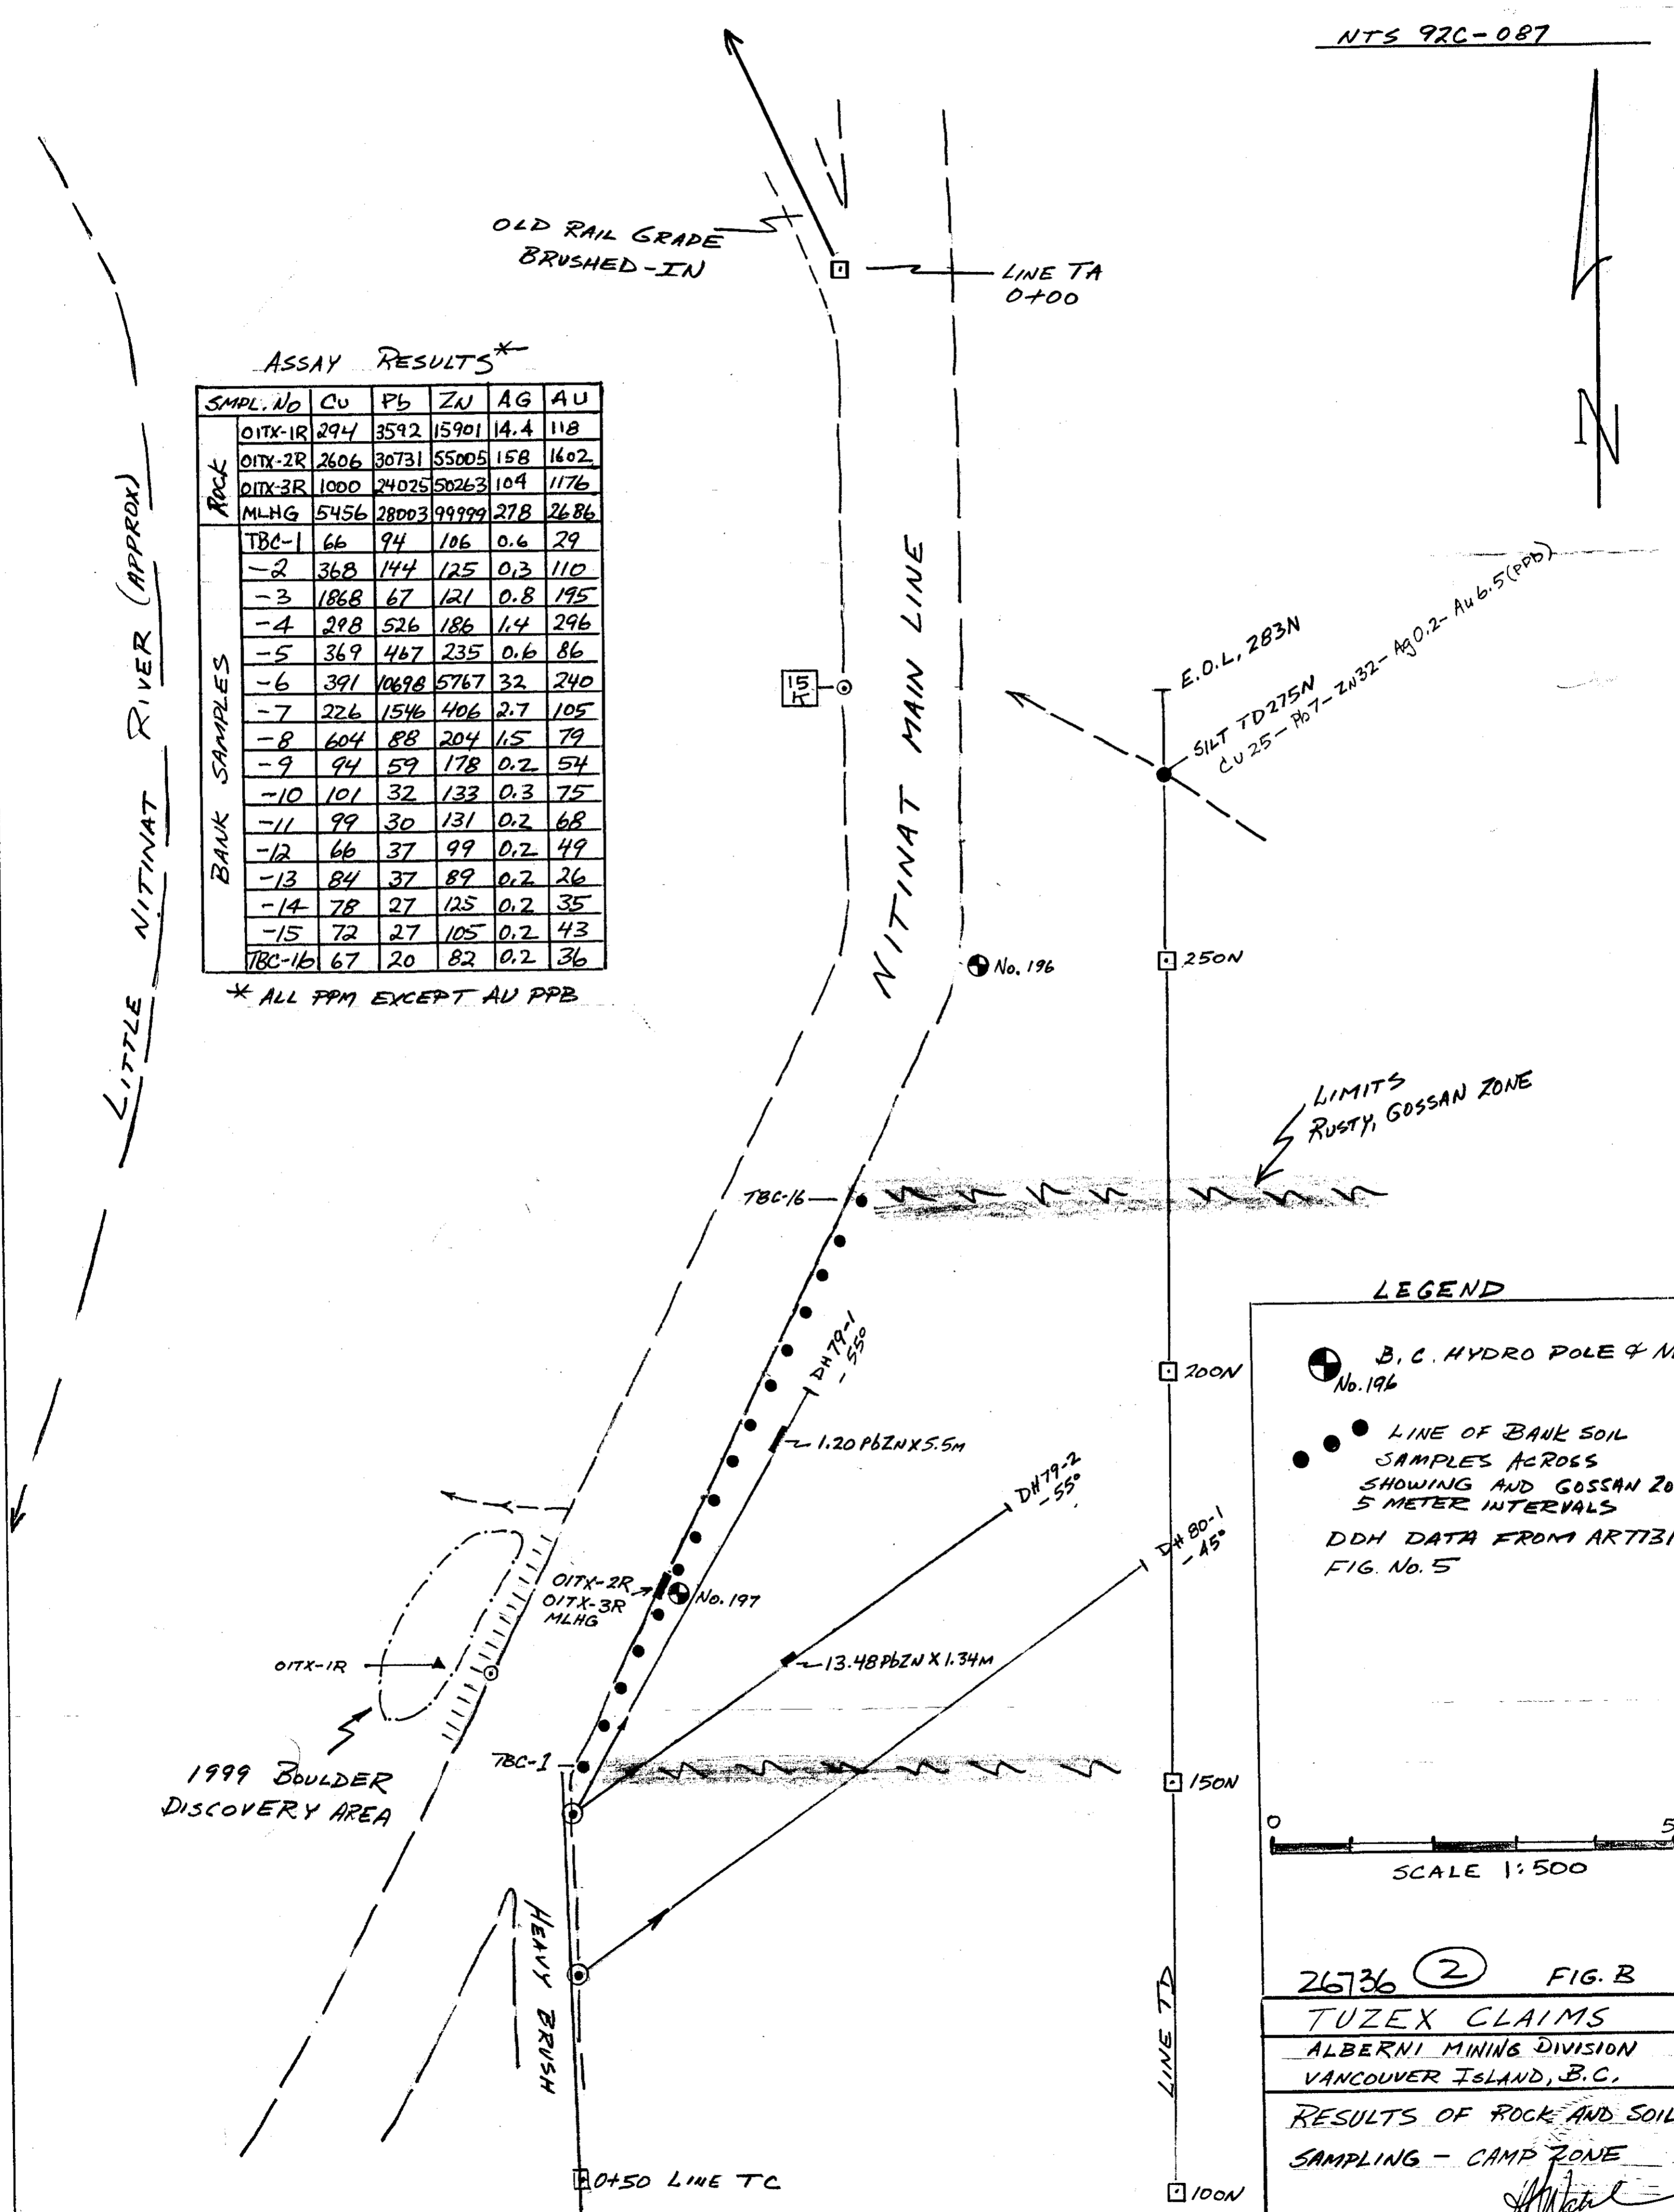 NTS 92C-087
OLD RAIL GRADE
BRUSHED-IN
LINE TA
0+00
ASSAY RESULTS*
SMPL. NO CU Pb ZN AG AU
ROCK
01TX-1R 294 3592 15901 14.4 118
01TX-2R 2606 30731 55005 158 1602
01TX-3R 1000 24025 50263 109 1176
MLHG 5456 28003 99999 278 2686
BANK SAMPLES
TBC-1 66 94 106 0.6 29
-2 368 144 125 0.3 110
-3 1868 67 121 0.8 195
-4 298 526 186 1.4 296
-5 369 467 235 0.6 86
-6 391 10698 5767 32 240
-7 226 1546 406 2.7 105
-8 604 88 204 1.5 79
-9 94 59 178 0.2 54
-10 101 32 133 0.3 75
-11 99 30 131 0.2 68
-12 66 37 99 0.2 49
-13 84 37 89 0.2 26
-14 78 27 125 0.2 35
-15 72 27 105 0.2 43
TBC-16 67 20 82 0.2 36
* ALL PPM EXCEPT AU PPB
LITTLE NITINAT RIVER (APPROX)
NITINAT MAIN LINE
15
K
E.O.L, 283N
SILT TD275N
CU 25 - Pb7 - ZN32 - Ag0.2 - Au6.5 (PPB)
No. 196
250N
LIMITS
RUSTY, GOSSAN ZONE
TBC-16
DH79-1
-55°
200N
1.20 PbZN X 5.5M
DH79-2
-55°
DH 80-1
-45°
01TX-2R
01TX-3R
MLHG
No. 197
01TX-1R
13.48 PbZN X 1.34M
TBC-1
150N
1999 BOULDER
DISCOVERY AREA
HEAVY BRUSH
LINE TD
0+50 LINE TC
100N
LEGEND
B.C. HYDRO POLE & N
No. 196
LINE OF BANK SOIL
SAMPLES ACROSS
SHOWING AND GOSSAN ZO
5 METER INTERVALS
DDH DATA FROM AR7731
FIG. No. 5
0 5
SCALE 1:500
26736 2 FIG. B
TUZEX CLAIMS
ALBERNI MINING DIVISION
VANCOUVER ISLAND, B.C.
RESULTS OF ROCK AND SOIL
SAMPLING - CAMP ZONE
N